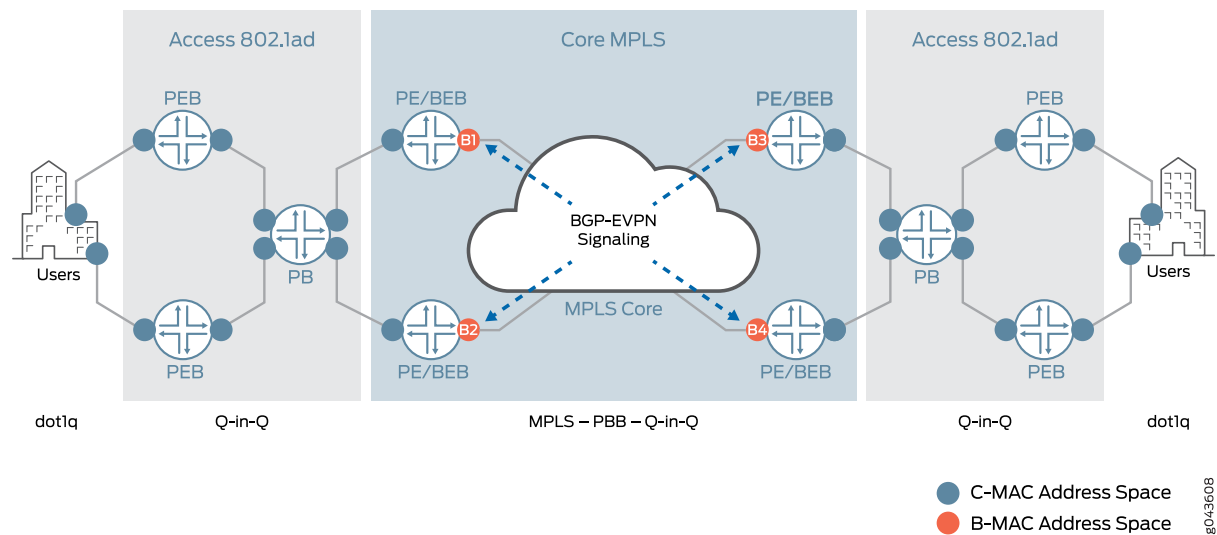 Access 802.1ad
Core MPLS
Access 802.1ad
PEB
PE/BEB
PE/BEB
PEB
B1
B3
BGP-EVPN
Signaling
Users
PB
PB
Users
MPLS Core
B2
B4
PEB
PE/BEB
PE/BEB
PEB
dot1q
Q-in-Q
MPLS – PBB – Q-in-Q
Q-in-Q
dot1q
C-MAC Address Space
B-MAC Address Space
g043608